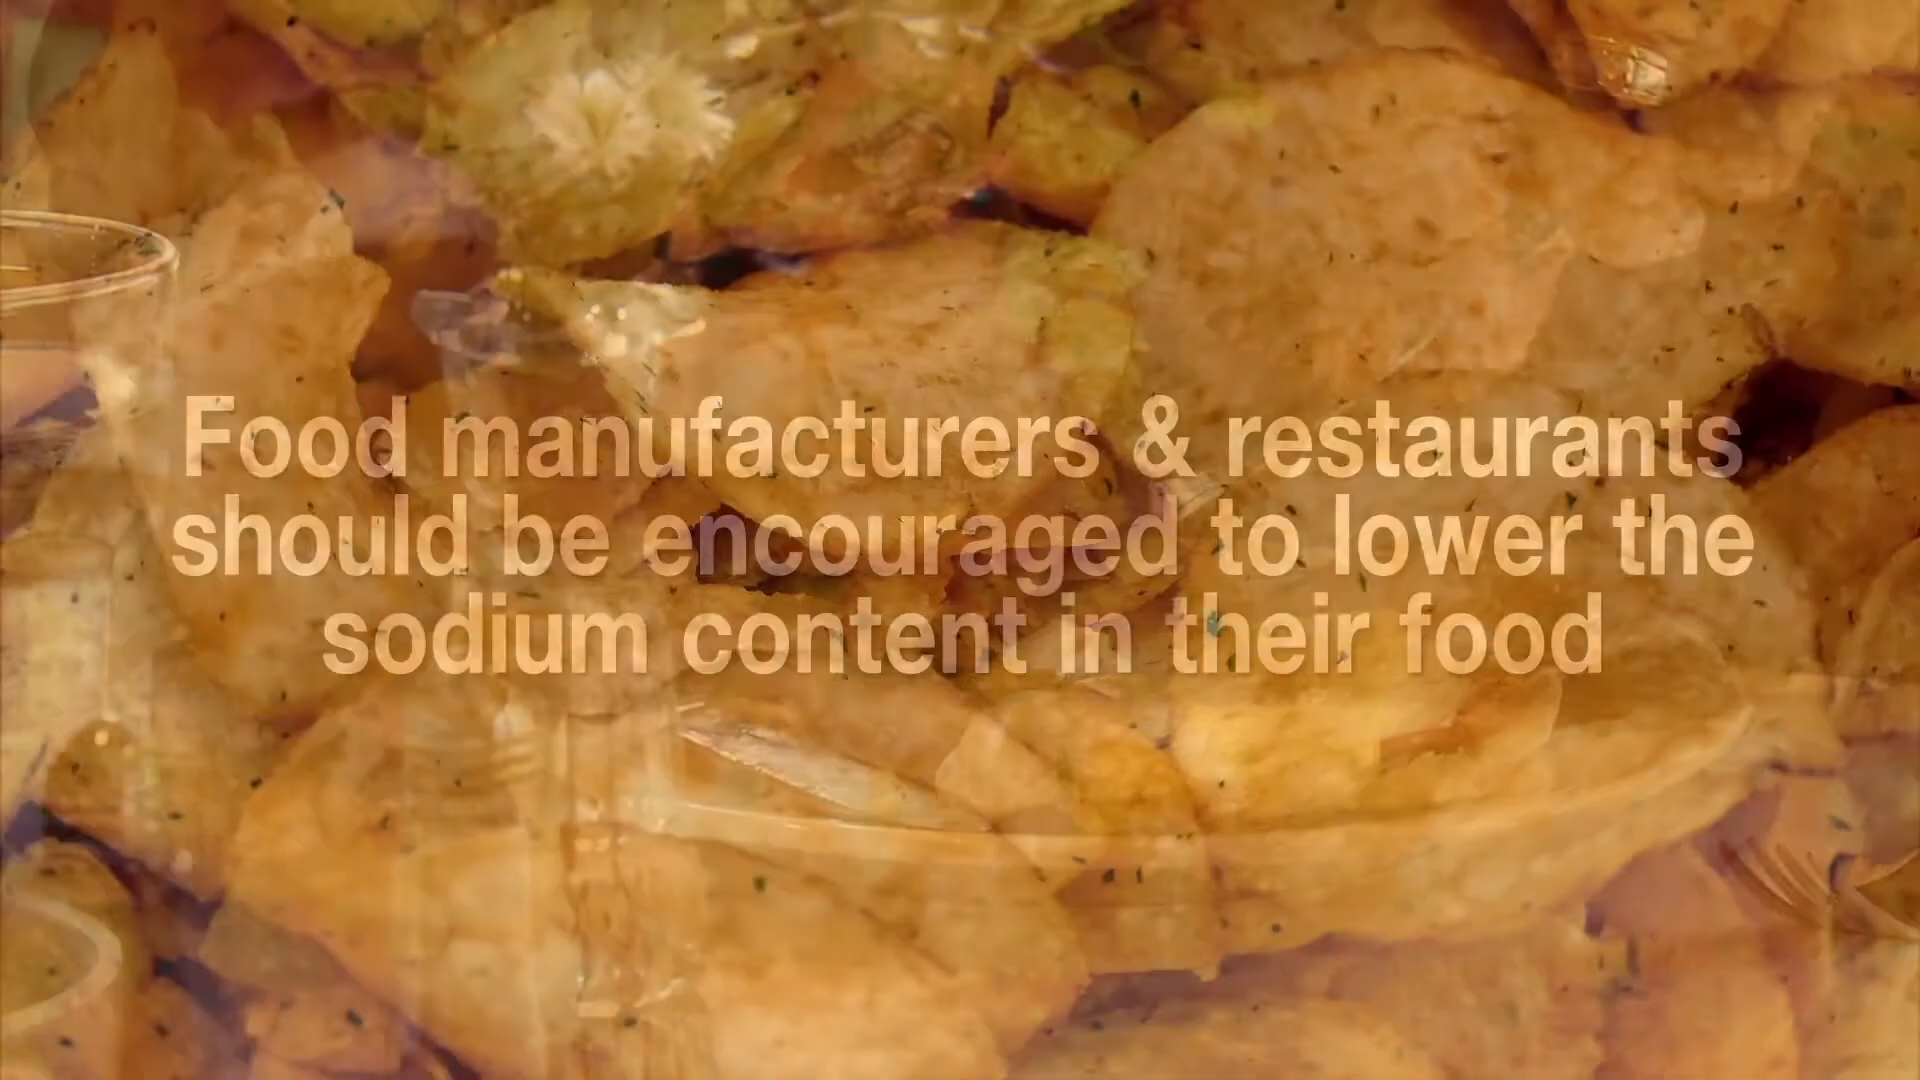 Food manufacturers & restaurants
should be encouraged to lower the
sodium content in their food